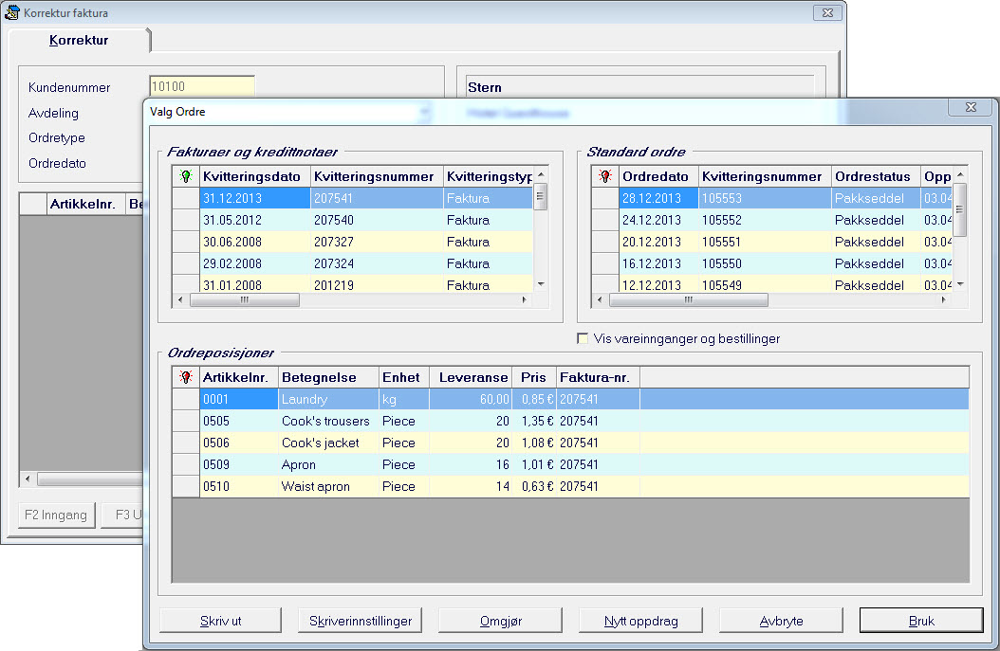 Korrektur faktura
Korrektur
Kundenummer 10100
Stern
Avdeling
Ordretype
Ordredato
Artikkelnr. Be
F2 Inngang F3 U
Valg Ordre
Fakturaer og kredittnotaer
Kvitteringsdato Kvitteringsnummer Kvitteringstyp
31.12.2013 207541 Faktura
31.05.2012 207540 Faktura
30.06.2008 207327 Faktura
29.02.2008 207324 Faktura
31.01.2008 201219 Faktura
Standard ordre
Ordredato Kvitteringsnummer Ordrestatus Opp
28.12.2013 105553 Pakkseddel 03.04
24.12.2013 105552 Pakkseddel 03.04
20.12.2013 105551 Pakkseddel 03.04
16.12.2013 105550 Pakkseddel 03.04
12.12.2013 105549 Pakkseddel 03.04
Vis vareinnganger og bestillinger
Ordreposisjoner
Artikkelnr. Betegnelse Enhet Leveranse Pris Faktura-nr.
0001 Laundry kg 60,00 0,85 € 207541
0505 Cook's trousers Piece 20 1,35 € 207541
0506 Cook's jacket Piece 20 1,08 € 207541
0509 Apron Piece 16 1,01 € 207541
0510 Waist apron Piece 14 0,63 € 207541
Skriv ut Skriverinnstillinger Omgjør Nytt oppdrag Avbryte Bruk